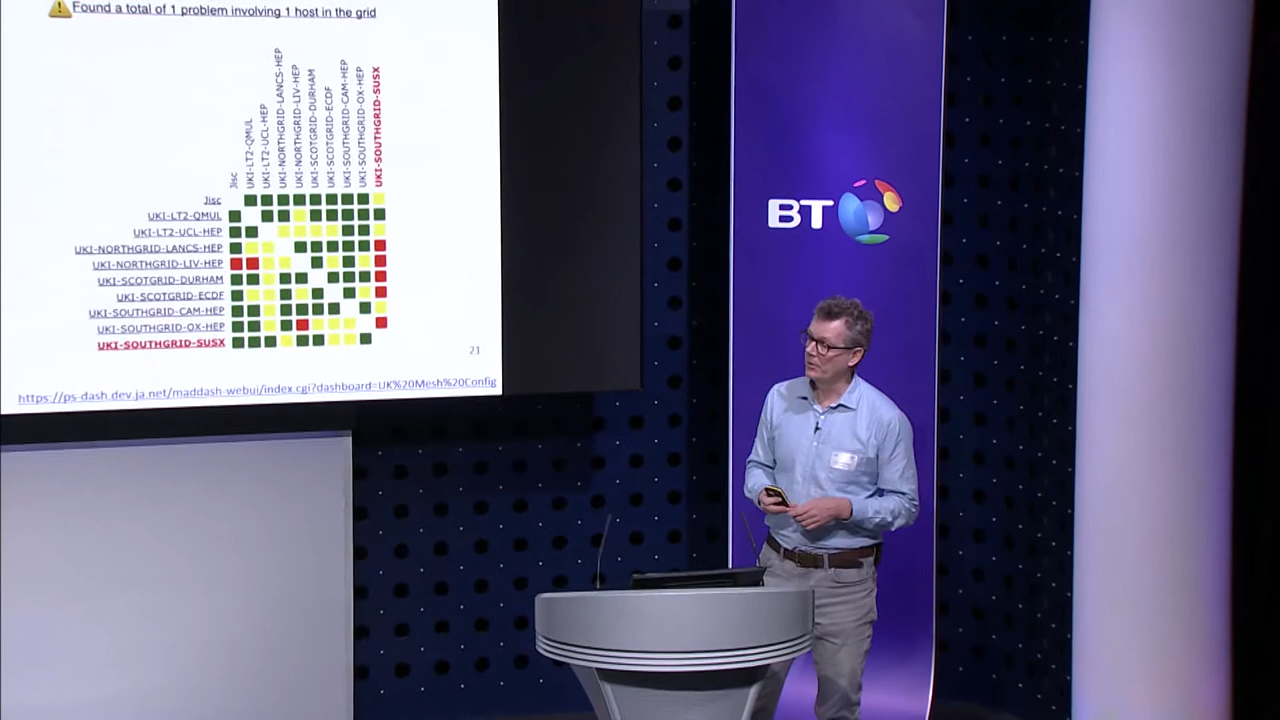 Found a total of 1 problem involving 1 host in the grid
Jisc
UKI-LT2-QMUL
UKI-LT2-UCL-HEP
UKI-NORTHGRID-LANCS-HEP
UKI-NORTHGRID-LIV-HEP
UKI-SCOTGRID-DURHAM
UKI-SCOTGRID-ECDF
UKI-SOUTHGRID-CAM-HEP
UKI-SOUTHGRID-OX-HEP
UKI-SOUTHGRID-SUSX
Jisc
UKI-LT2-QMUL
UKI-LT2-UCL-HEP
UKI-NORTHGRID-LANCS-HEP
UKI-NORTHGRID-LIV-HEP
UKI-SCOTGRID-DURHAM
UKI-SCOTGRID-ECDF
UKI-SOUTHGRID-CAM-HEP
UKI-SOUTHGRID-OX-HEP
UKI-SOUTHGRID-SUSX
21
https://ps-dash.dev.ja.net/maddash-webui/index.cgi?dashboard=UK%20Mesh%20Config
BT